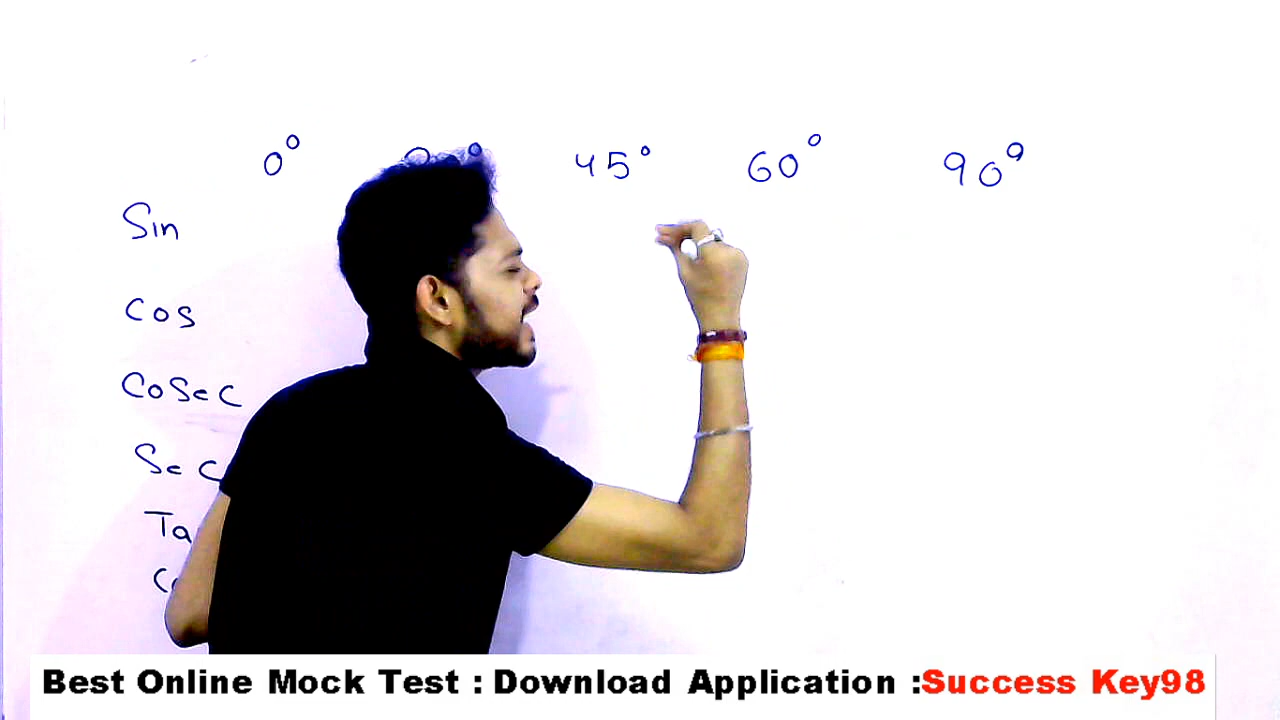 0° 45° 60° 90°
Sin
Cos
CoSeC
SeC
Best Online Mock Test : Download Application :Success Key98